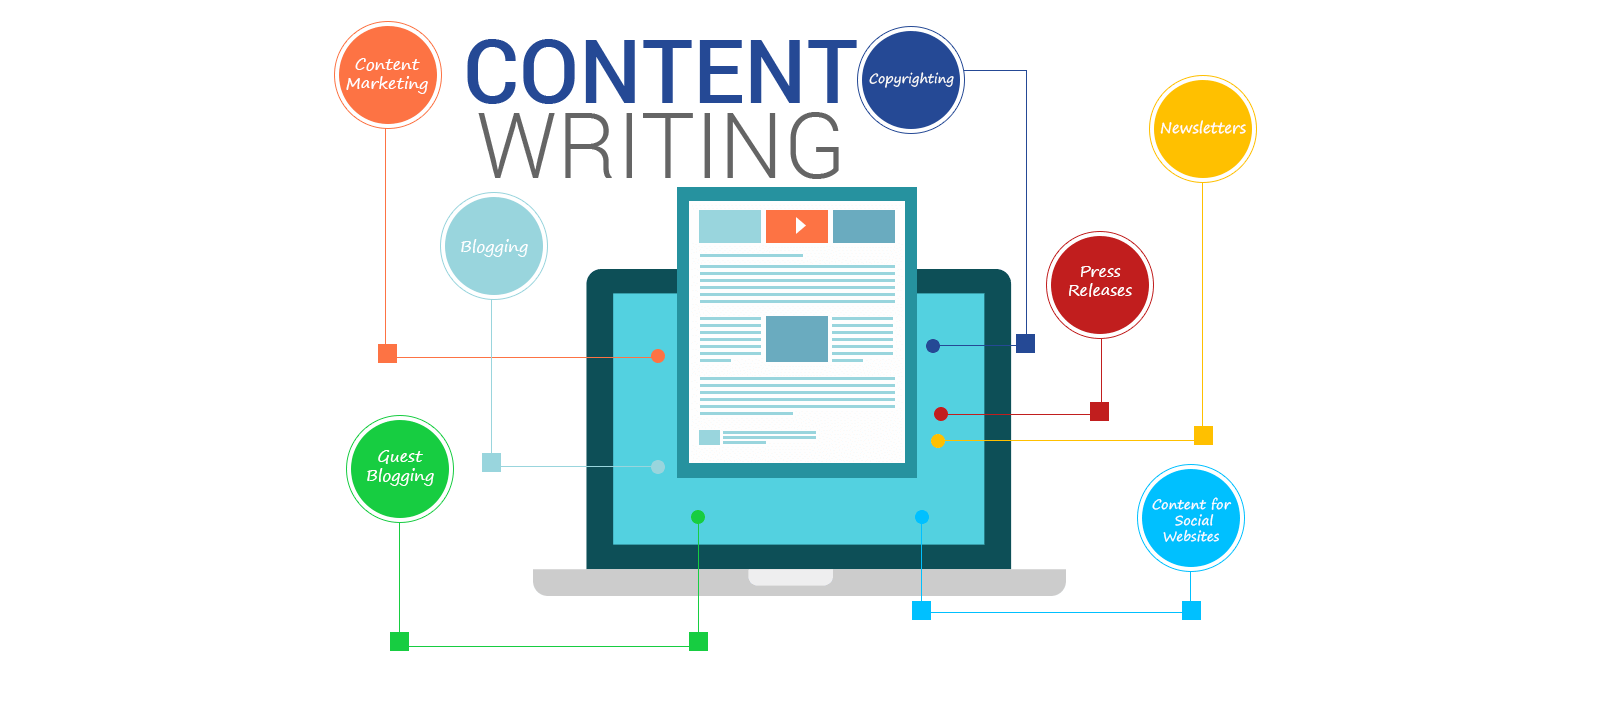 Content
Marketing
CONTENT
WRITING
Copyrighting
Newsletters
Blogging
Press
Releases
Guest
Blogging
Content for
Social
Websites